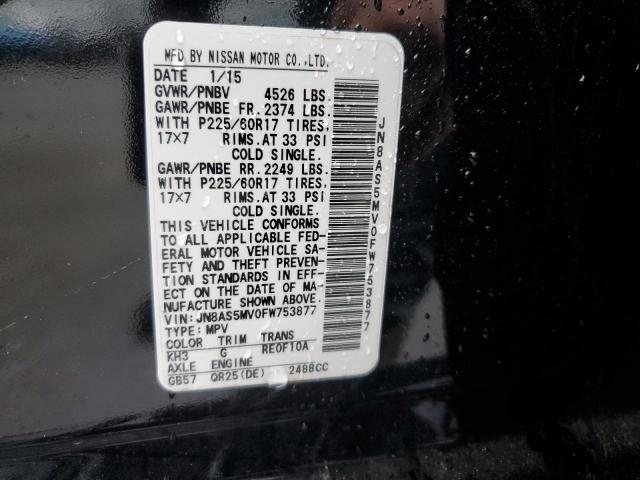 MFD BY NISSAN MOTOR CO.,LTD.
DATE 1/15
GVWR/PNBV 4526 LBS.
GAWR/PNBE FR. 2374 LBS.
WITH P225/60R17 TIRES,
17×7 RIMS.AT 33 PSI
COLD SINGLE.
GAWR/PNBE RR. 2249 LBS.
WITH P225/60R17 TIRES,
17×7 RIMS.AT 33 PSI
COLD SINGLE.
THIS VEHICLE CONFORMS
TO ALL APPLICABLE FED-
ERAL MOTOR VEHICLE SA-
FETY AND THEFT PREVEN-
TION STANDARDS IN EFF-
ECT ON THE DATE OF MA-
NUFACTURE SHOWN ABOVE.
VIN:JN8AS5MV0FW753877
TYPE:MPV
COLOR TRIM TRANS
KH3 G RE0F10A
AXLE ENGINE
GB57 QR25(DE) 2488CC
JN8AS5MV0FW753877